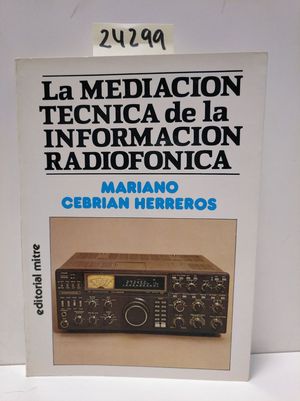 24299
La MEDIACION
TECNICA de la
INFORMACION
RADIOFONICA
MARIANO
CEBRIAN HERREROS
editorial mitre